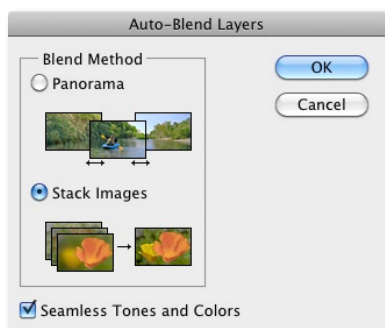 Auto-Blend Layers
Blend Method
Panorama
Stack Images
Seamless Tones and Colors
OK
Cancel